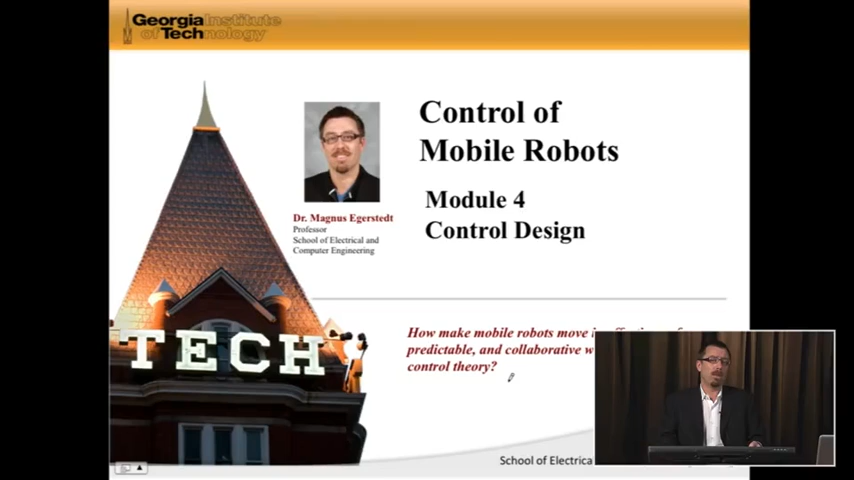 Georgia Institute
of Technology
Control of
Mobile Robots
Module 4
Control Design
Dr. Magnus Egerstedt
Professor
School of Electrical and
Computer Engineering
How make mobile robots move
predictable, and collaborative
control theory?
TECH
School of Electrica